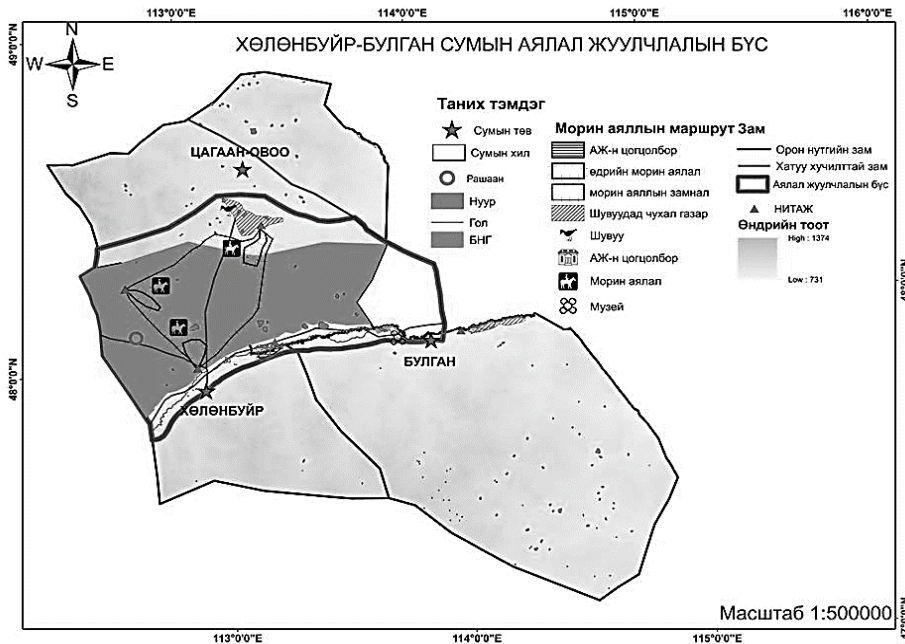 113°0'0"E
114°0'0"E
115°0'0"E
116°0'0"E
49°0'0"N
N
W
E
S
ХӨЛӨНБУЙР-БУЛГАН СУМЫН АЯЛАЛ ЖУУЛЧЛАЛЫН БҮС
Таних тэмдэг
Сумын төв
Сумын хил
Рашаан
Нуур
Гол
БНГ
Морин аяллын маршрут
АЖ-н цогцолбор
өдрийн морин аялал
морин аяллын замнал
Шувуудад чухал газар
Шувуу
АЖ-н цогцолбор
Морин аялал
Музей
Зам
Орон нутгийн зам
Хатуу хучилттай зам
Аялал жуулчлалын бүс
НИТАЖ
Өндрийн тоот
High : 1374
Low : 731
ЦАГААН-ОВОО
48°0'0"N
БУЛГАН
48°0'0"N
ХӨЛӨНБУЙР
Масштаб 1:500000
113°0'0"E
114°0'0"E
115°0'0"E